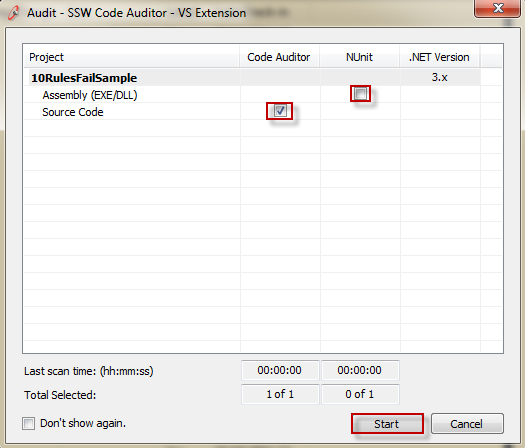 Audit - SSW Code Auditor - VS Extension
Project Code Auditor NUnit .NET Version
10RulesFailSample 3.x
Assembly (EXE/DLL)
Source Code
Last scan time: (hh:mm:ss) 00:00:00 00:00:00
Total Selected: 1 of 1 0 of 1
Don't show again. Start Cancel